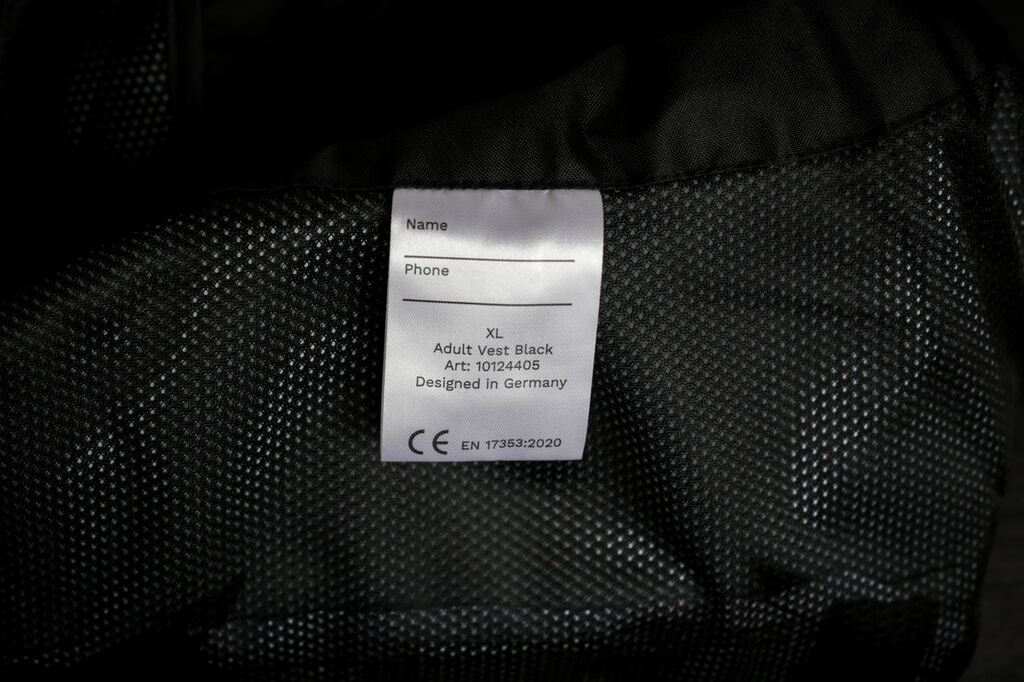 Name
Phone
XL
Adult Vest Black
Art: 10124405
Designed in Germany
CE EN 17353:2020